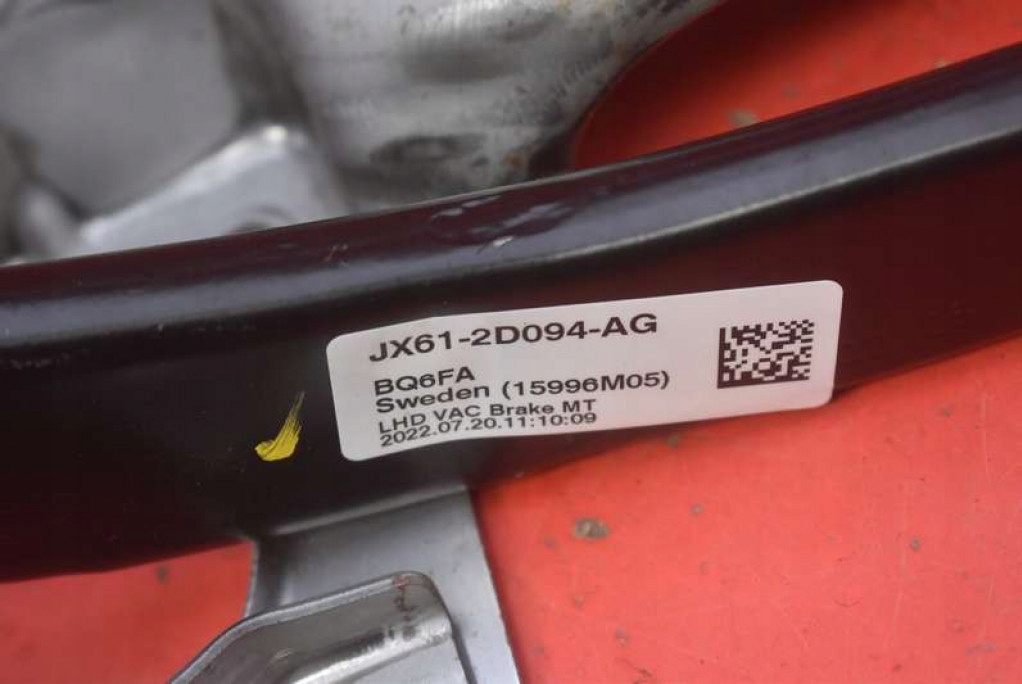 JX61-2D094-AG
BQ6FA
Sweden (15996M05)
LHD VAC Brake MT
2022.07.20.11:10:09